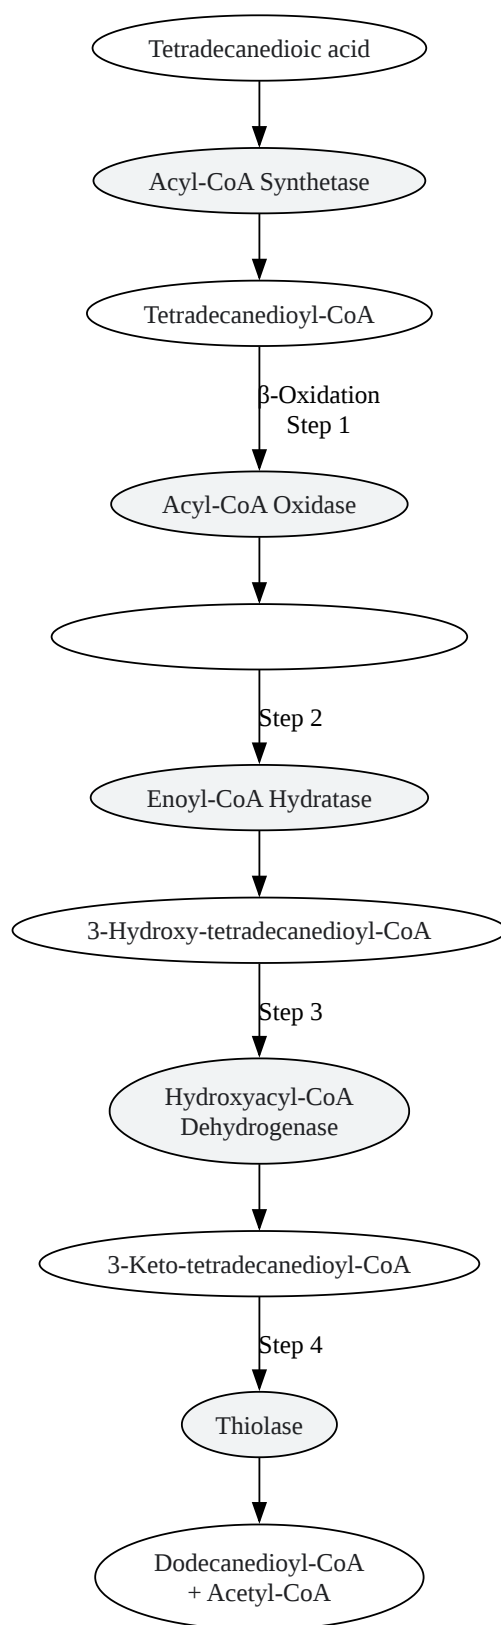 Tetradecanedioic acid
Acyl-CoA Synthetase
Tetradecanedioyl-CoA
β-Oxidation
Step 1
Acyl-CoA Oxidase
Step 2
Enoyl-CoA Hydratase
3-Hydroxy-tetradecanedioyl-CoA
Step 3
Hydroxyacyl-CoA
Dehydrogenase
3-Keto-tetradecanedioyl-CoA
Step 4
Thiolase
Dodecanedioyl-CoA
+ Acetyl-CoA